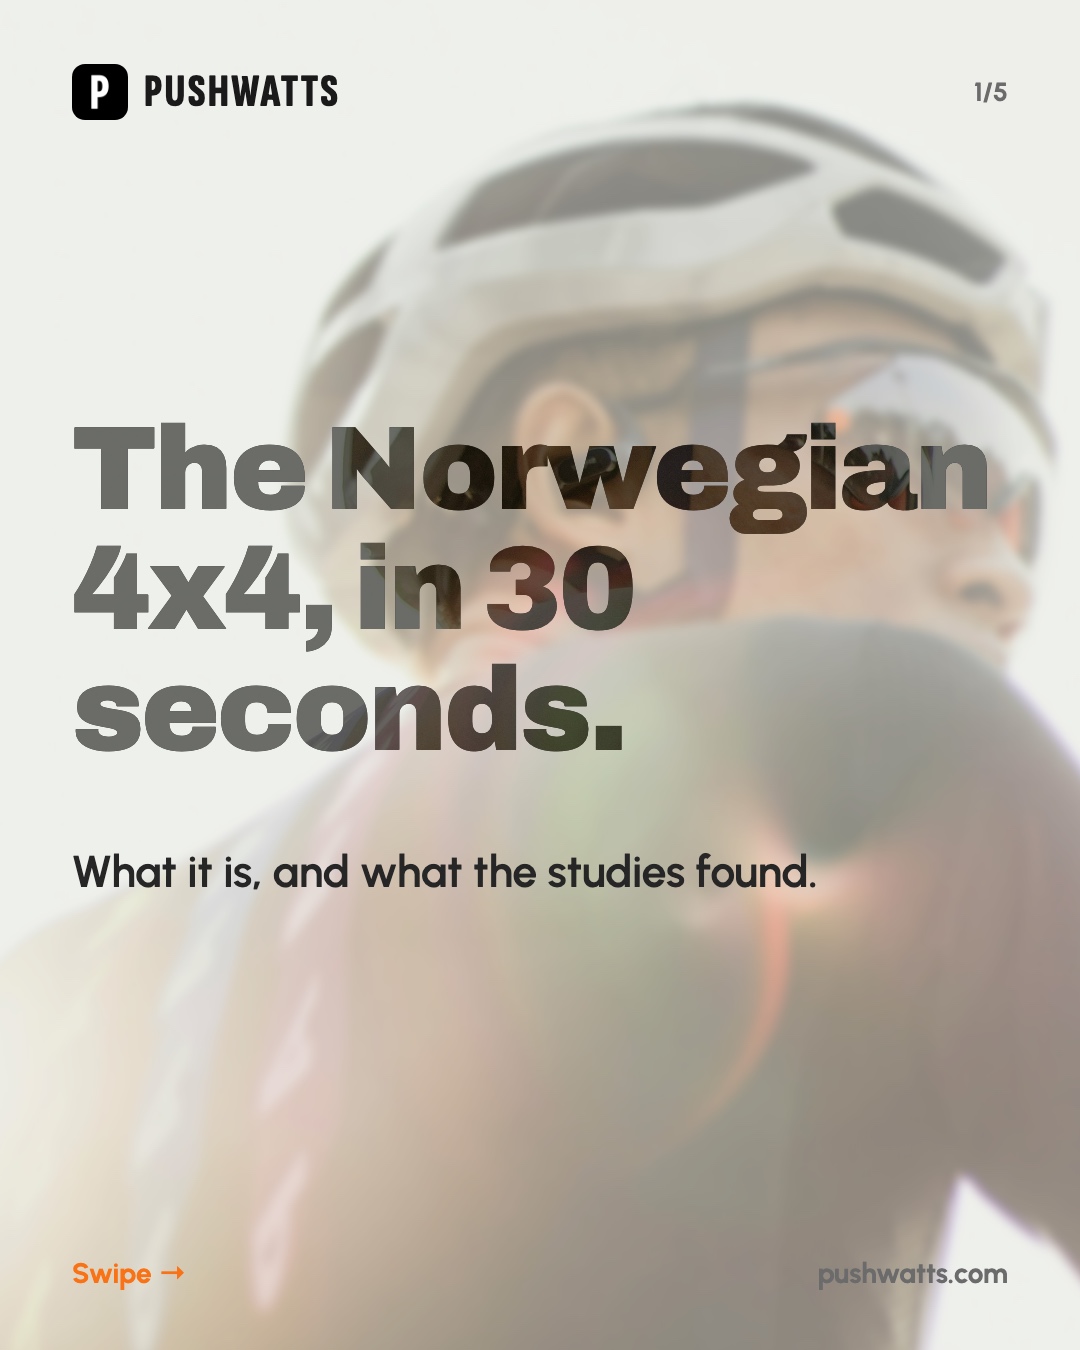 P PUSHWATTS
1/5
The Norwegian
4x4, in 30
seconds.
What it is, and what the studies found.
Swipe →
pushwatts.com